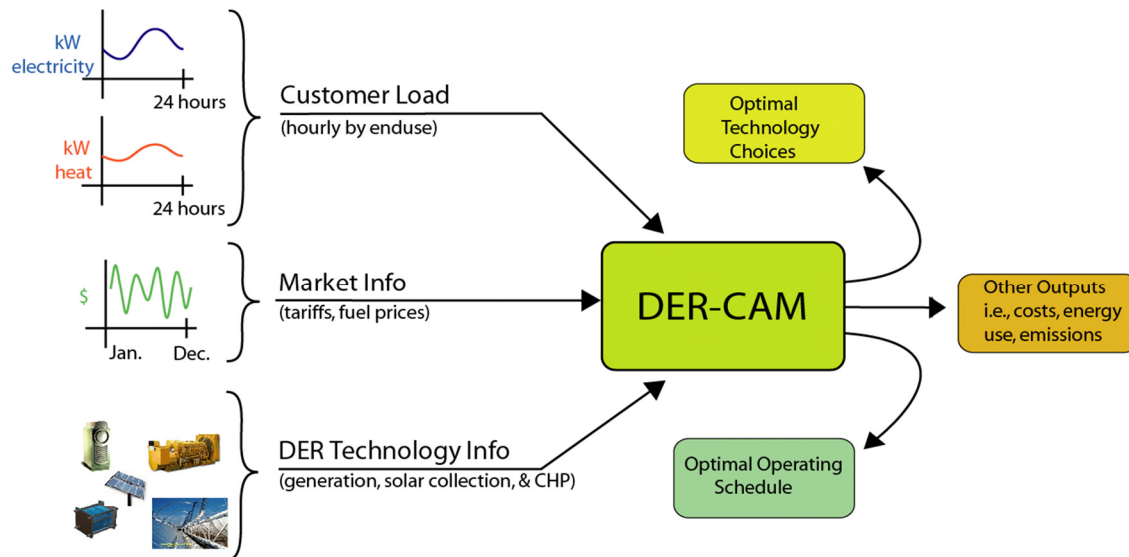 kW
electricity
24 hours
kW
heat
24 hours
$
Jan. Dec.
Customer Load
(hourly by enduse)
Market Info
(tariffs, fuel prices)
DER Technology Info
(generation, solar collection, & CHP)
DER-CAM
Optimal
Technology
Choices
Other Outputs
i.e., costs, energy
use, emissions
Optimal Operating
Schedule